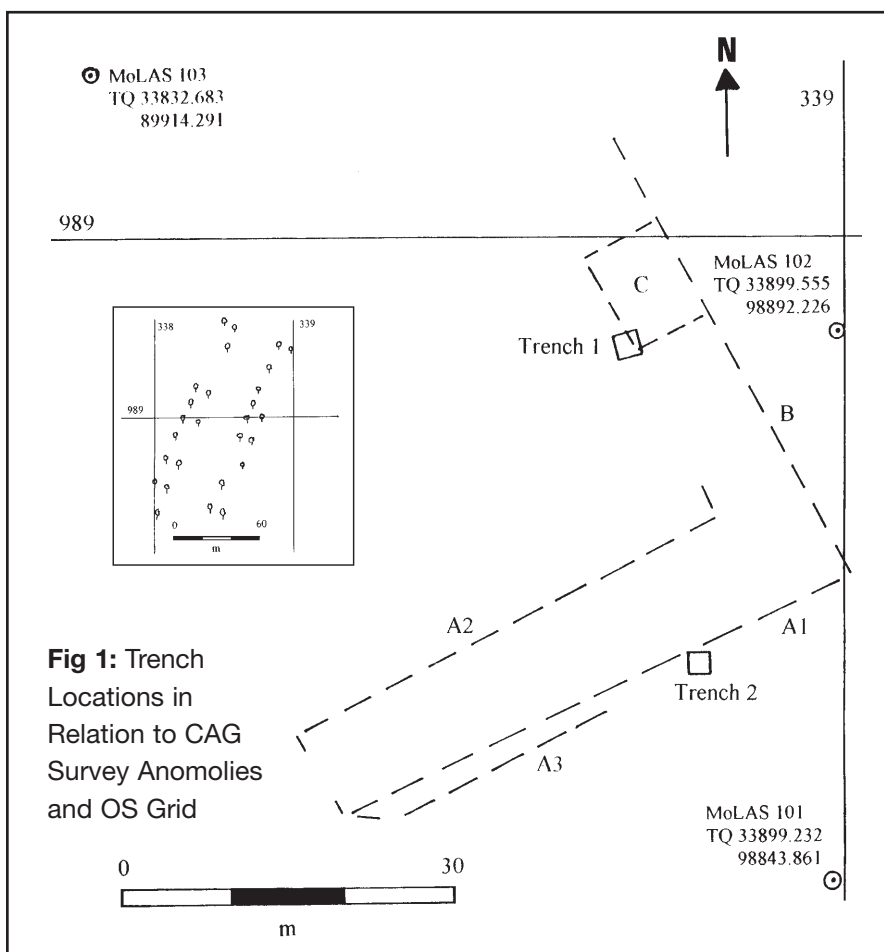 MoLAS 103
TQ 33832.683
89914.291
N
339
989
MoLAS 102
TQ 33899.555
98892.226
C
Trench 1
B
338
339
989
0
60
m
A2
A1
Trench 2
A3
Fig 1: Trench
Locations in
Relation to CAG
Survey Anomolies
and OS Grid
MoLAS 101
TQ 33899.232
98843.861
0
30
m